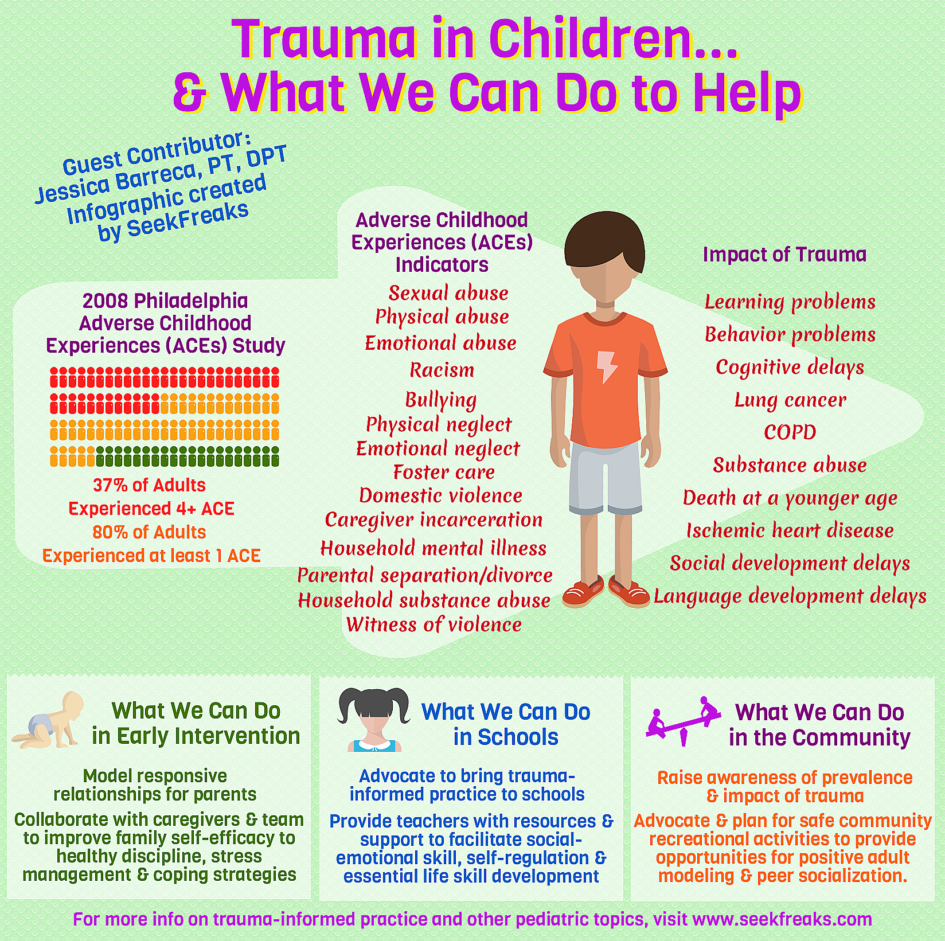 Trauma in Children...
& What We Can Do to Help
Guest Contributor:
Jessica Barreca, PT, DPT
Infographic created
by SeekFreaks
2008 Philadelphia
Adverse Childhood
Experiences (ACEs) Study
37% of Adults
Experienced 4+ ACE
80% of Adults
Experienced at least 1 ACE
Adverse Childhood
Experiences (ACEs)
Indicators
Sexual abuse
Physical abuse
Emotional abuse
Racism
Bullying
Physical neglect
Emotional neglect
Foster care
Domestic violence
Caregiver incarceration
Household mental illness
Parental separation/divorce
Household substance abuse
Witness of violence
Impact of Trauma
Learning problems
Behavior problems
Cognitive delays
Lung cancer
COPD
Substance abuse
Death at a younger age
Ischemic heart disease
Social development delays
Language development delays
What We Can Do
in Early Intervention
Model responsive
relationships for parents
Collaborate with caregivers & team
to improve family self-efficacy to
healthy discipline, stress
management & coping strategies
What We Can Do
in Schools
Advocate to bring trauma-
informed practice to schools
Provide teachers with resources &
support to facilitate social-
emotional skill, self-regulation &
essential life skill development
What We Can Do
in the Community
Raise awareness of prevalence
& impact of trauma
Advocate & plan for safe community
recreational activities to provide
opportunities for positive adult
modeling & peer socialization.
For more info on trauma-informed practice and other pediatric topics, visit www.seekfreaks.com